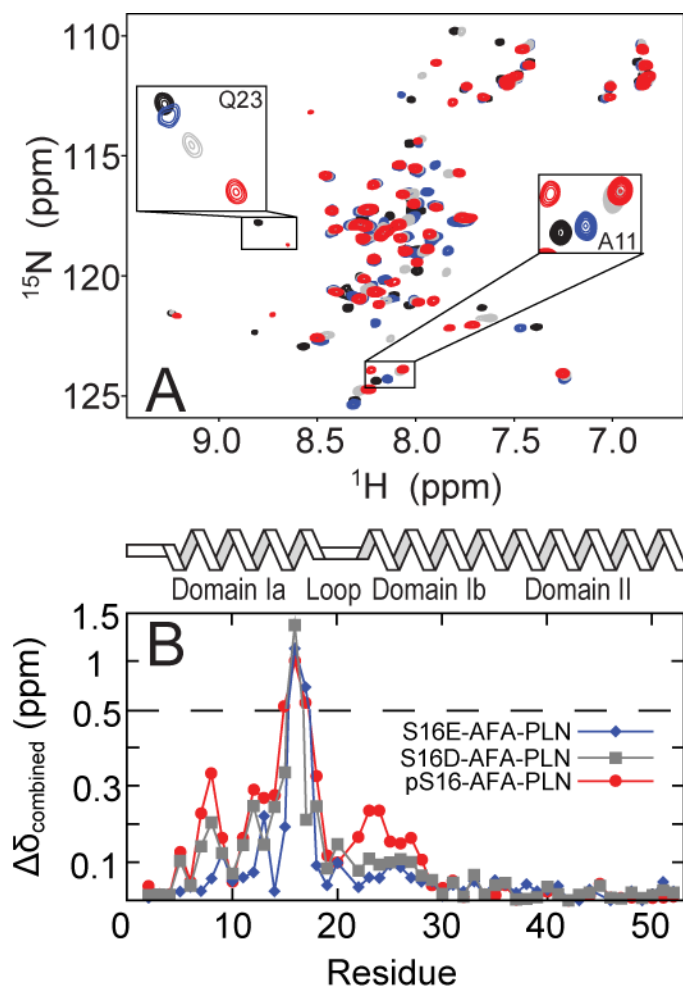 110
115
120
125
¹⁵N (ppm)
Q23
A11
A
9.0 8.5 8.0 7.5 7.0
¹H (ppm)
Domain Ia Loop Domain Ib Domain II
B
1.5
1
0.5
0.3
0.1
Δδcombined (ppm)
S16E-AFA-PLN
S16D-AFA-PLN
pS16-AFA-PLN
0 10 20 30 40 50
Residue